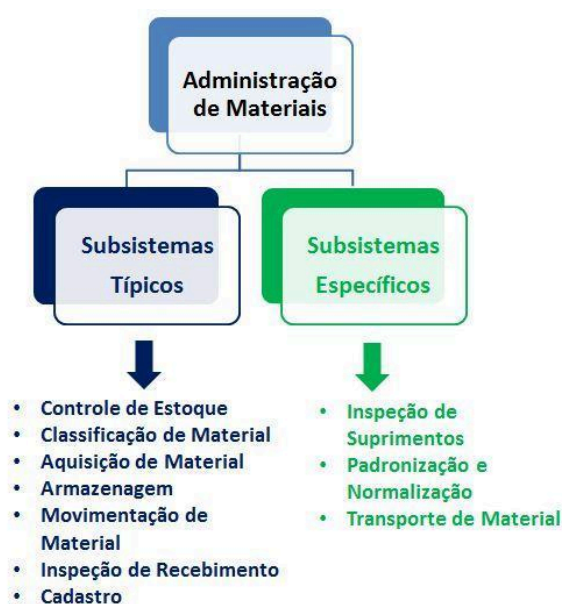 Administração
de Materiais
Subsistemas
Típicos
Subsistemas
Específicos
• Controle de Estoque
• Classificação de Material
• Aquisição de Material
• Armazenagem
• Movimentação de
Material
• Inspeção de Recebimento
• Cadastro
• Inspeção de
Suprimentos
• Padronização e
Normalização
• Transporte de Material